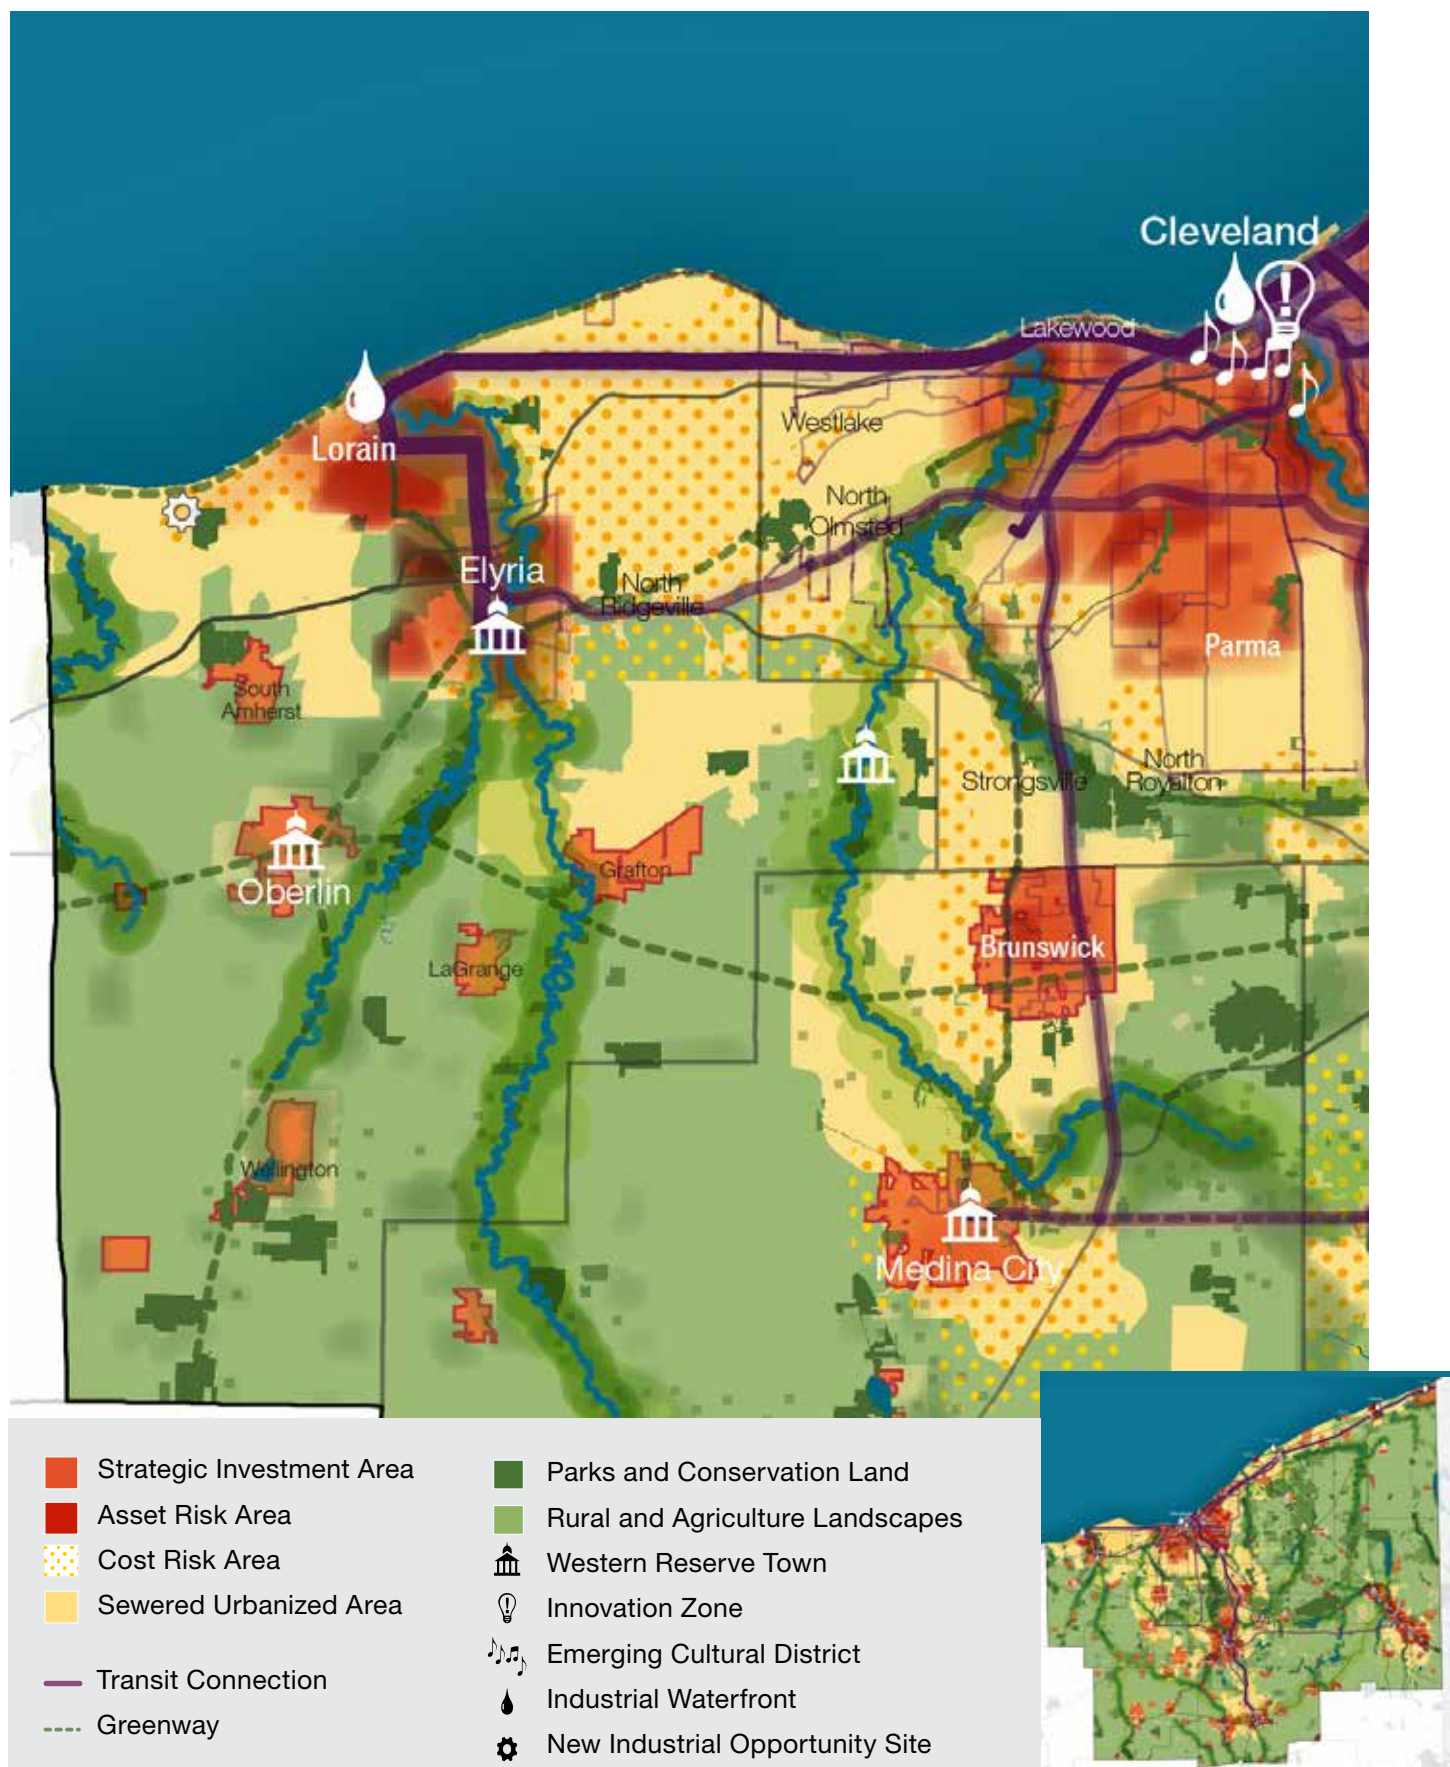 Cleveland
Lakewood
Westlake
Lorain
North
Olmsted
Elyria
North
Ridgeville
Parma
South
Amherst
North
Royalton
Strongsville
Grafton
Oberlin
Brunswick
LaGrange
Wellington
Medina City
Strategic Investment Area
Asset Risk Area
Cost Risk Area
Sewered Urbanized Area
Transit Connection
Greenway
Parks and Conservation Land
Rural and Agriculture Landscapes
Western Reserve Town
Innovation Zone
Emerging Cultural District
Industrial Waterfront
New Industrial Opportunity Site